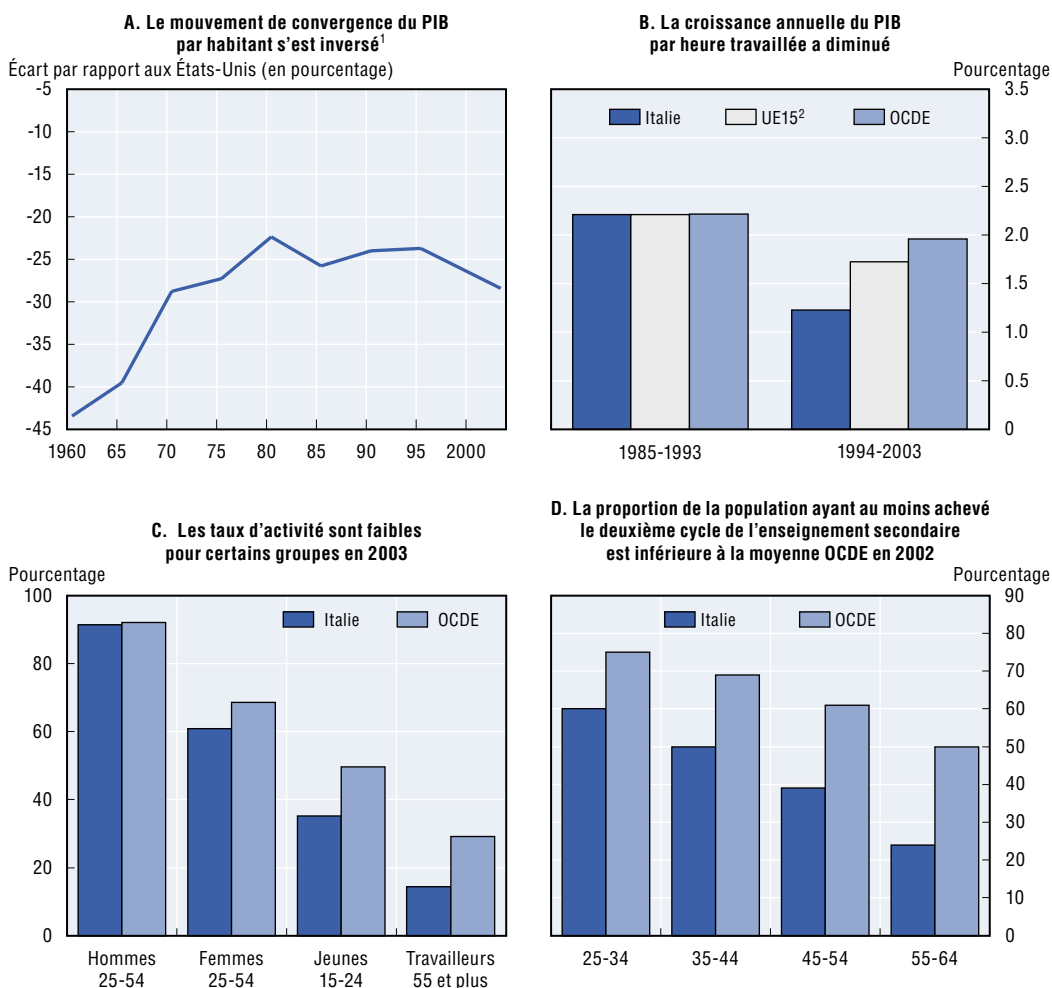 A. Le mouvement de convergence du PIB
par habitant s'est inversé¹
Écart par rapport aux États-Unis (en pourcentage)
-5
-10
-15
-20
-25
-30
-35
-40
-45
1960 65 70 75 80 85 90 95 2000
B. La croissance annuelle du PIB
par heure travaillée a diminué
Pourcentage
Italie UE15² OCDE
3.5
3.0
2.5
2.0
1.5
1.0
0.5
0
1985-1993 1994-2003
C. Les taux d'activité sont faibles
pour certains groupes en 2003
Pourcentage
Italie OCDE
100
80
60
40
20
0
Hommes Femmes Jeunes Travailleurs
25-54 25-54 15-24 55 et plus
D. La proportion de la population ayant au moins achevé
le deuxième cycle de l'enseignement secondaire
est inférieure à la moyenne OCDE en 2002
Pourcentage
Italie OCDE
90
80
70
60
50
40
30
20
10
0
25-34 35-44 45-54 55-64